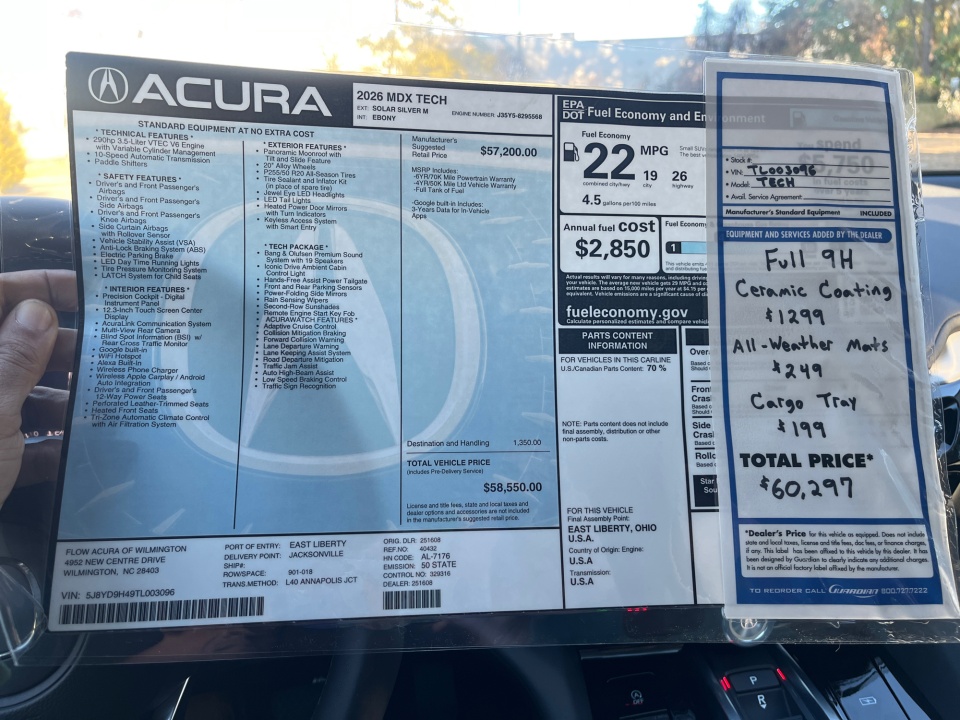 ACURA
2026 MDX TECH
EXT: SOLAR SILVER M
INT: EBONY
ENGINE NUMBER: J35Y5-6295568
STANDARD EQUIPMENT AT NO EXTRA COST
* TECHNICAL FEATURES *
• 290hp 3.5-Liter VTEC V6 Engine
with Variable Cylinder Management
• 10-Speed Automatic Transmission
• Paddle Shifters
* SAFETY FEATURES *
• Driver's and Front Passenger's
Airbags
• Driver's and Front Passenger's
Side Airbags
• Driver's and Front Passenger's
Knee Airbags
• Side Curtain Airbags
with Rollover Sensor
• Vehicle Stability Assist (VSA)
• Anti-Lock Braking System (ABS)
• Electric Parking Brake
• LED Day Time Running Lights
• Tire Pressure Monitoring System
• LATCH System for Child Seats
* INTERIOR FEATURES *
• Precision Cockpit - Digital
Instrument Panel
• 12.3-Inch Touch Screen Center
Display
• AcuraLink Communication System
• Multi-View Rear Camera
• Blind Spot Information (BSI) w/
Rear Cross Traffic Monitor
• Google built-in
• WiFi Hotspot
• Alexa Built-In
• Wireless Phone Charger
• Wireless Apple Carplay / Android
Auto Integration
• Driver's and Front Passenger's
12-Way Power Seats
• Perforated Leather-Trimmed Seats
• Heated Front Seats
• Tri-Zone Automatic Climate Control
with Air Filtration System
* EXTERIOR FEATURES *
• Panoramic Moonroof with
Tilt and Slide Feature
• 20" Alloy Wheels
• P255/50 R20 All-Season Tires
• Tire Sealant and Inflator Kit
(in place of spare tire)
• Jewel Eye LED Headlights
• LED Tail Lights
• Heated Power Door Mirrors
with Turn Indicators
• Keyless Access System
with Smart Entry
* TECH PACKAGE *
• Bang & Olufsen Premium Sound
System with 19 Speakers
• Iconic Drive Ambient Cabin
Control Light
• Hands-Free Assist Power Tailgate
• Front and Rear Parking Sensors
• Power-Folding Side Mirrors
• Rain Sensing Wipers
• Second-Row Sunshades
• Remote Engine Start Key Fob
* ACURAWATCH FEATURES *
• Adaptive Cruise Control
• Collision Mitigation Braking
• Forward Collision Warning
• Lane Departure Warning
• Lane Keeping Assist System
• Road Departure Mitigation
• Traffic Jam Assist
• Auto High-Beam Assist
• Low Speed Braking Control
• Traffic Sign Recognition
Manufacturer's
Suggested
Retail Price $57,200.00
MSRP Includes:
-6YR/70K Mile Powertrain Warranty
-4YR/50K Mile Ltd Vehicle Warranty
-Full Tank of Fuel
-Google built-in Includes:
3-Years Data for In-Vehicle
Apps
Destination and Handling 1,350.00
TOTAL VEHICLE PRICE
(includes Pre-Delivery Service)
$58,550.00
License and title fees, state and local taxes and
dealer options and accessories are not included
in the manufacturer's suggested retail price.
FLOW ACURA OF WILMINGTON
4952 NEW CENTRE DRIVE
WILMINGTON, NC 28403
VIN: 5J8YD9H49TL003096
PORT OF ENTRY: EAST LIBERTY
DELIVERY POINT: JACKSONVILLE
SHIP#:
ROW/SPACE: 901-018
TRANS.METHOD: L40 ANNAPOLIS JCT
ORIG. DLR: 251608
REF.NO: 40432
HN CODE: AL-7176
EMISSION: 50 STATE
CONTROL NO: 329316
DEALER: 251608
EPA
DOT
Fuel Economy and Environment
Fuel Economy
22 MPG
combined city/hwy
19
city
26
highway
4.5 gallons per 100 miles
Annual fuel cost
$2,850
Fuel Econom
1
fueleconomy.gov
Calculate personalized estimates and compare vehicl
PARTS CONTENT
INFORMATION
FOR VEHICLES IN THIS CARLINE
U.S./Canadian Parts Content: 70 %
NOTE: Parts content does not include
final assembly, distribution or other
non-parts costs.
FOR THIS VEHICLE:
Final Assembly Point:
EAST LIBERTY, OHIO
U.S.A.
Country of Origin: Engine:
U.S.A
Transmission:
U.S.A
Overa
Front
Crash
Side
Crash
Rollo
Star
Sou
• Stock#
• VIN: TL003096
• Model: TECH
• Avail. Service Agreement
Manufacturer's Standard Equipment INCLUDED
EQUIPMENT AND SERVICES ADDED BY THE DEALER
Full 9H
Ceramic Coating
$1299
All-Weather Mats
$249
Cargo Tray
$199
TOTAL PRICE*
$60,297
*Dealer's Price for this vehicle as equipped. Does not include
state and local taxes, license and title fees, dac fees, or finance charges,
if any. This label has been affixed to this vehicle by this dealer. It has
been designed by Guardian to clearly indicate any additional charges.
It is not an official factory label affixed by the manufacturer.
TO REORDER CALL GUARDIAN 800.727.7222
P
R